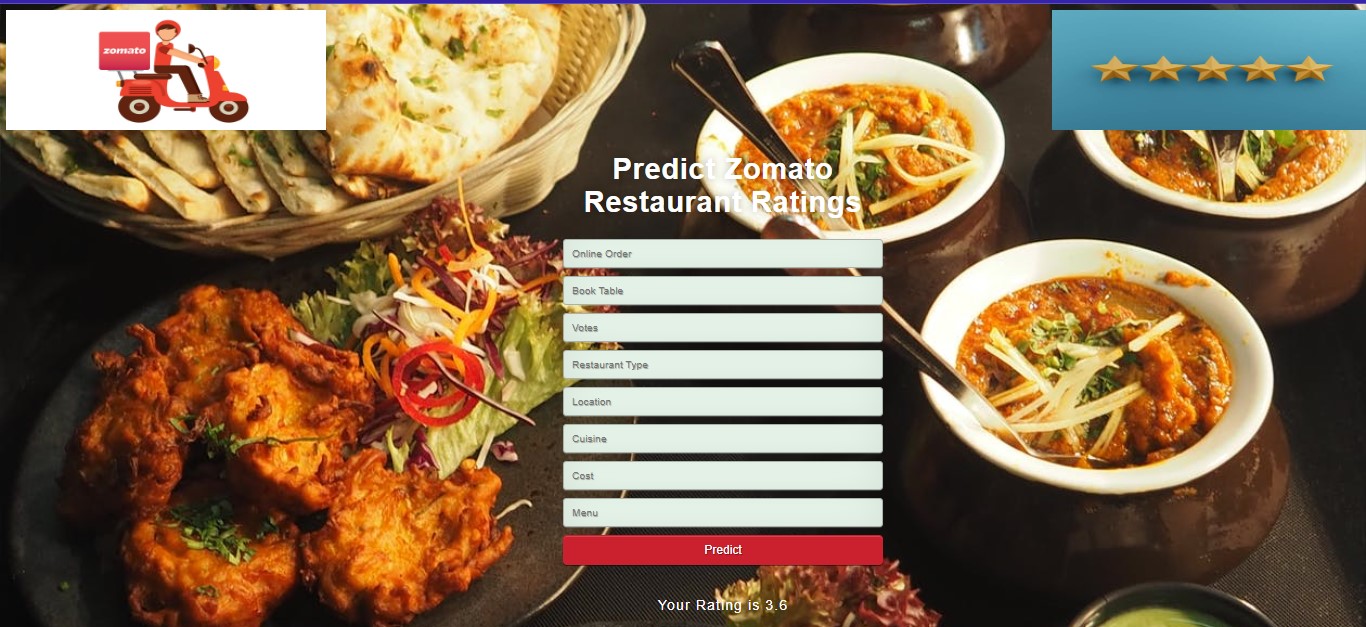 zomato
Predict Zomato
Restaurant Ratings
Online Order
Book Table
Votes
Restaurant Type
Location
Cuisine
Cost
Menu
Predict
Your Rating is 3.6